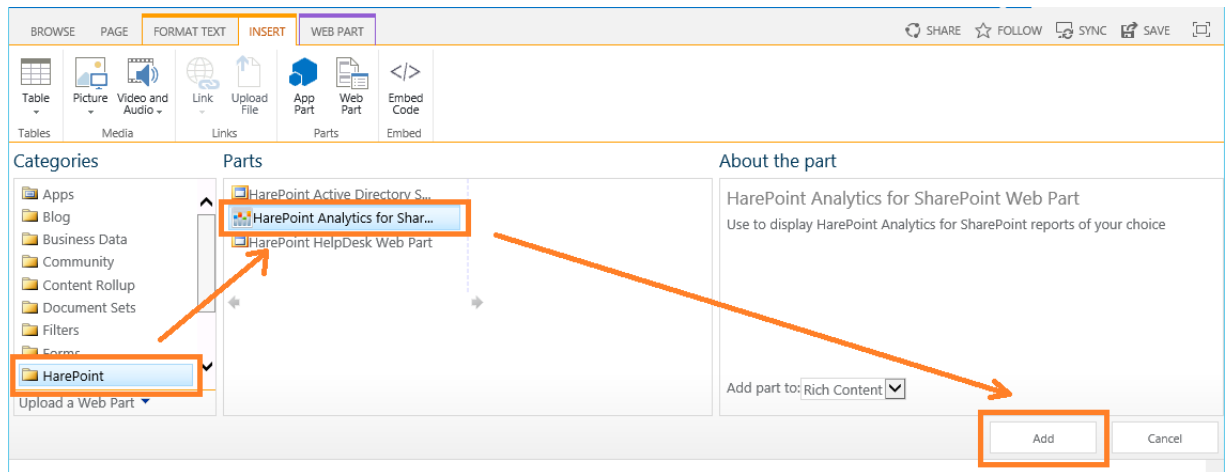 BROWSE PAGE FORMAT TEXT INSERT WEB PART
SHARE FOLLOW SYNC SAVE
Table
Picture
Video and
Audio
Link
Upload
File
App
Part
Web
Part
</>
Embed
Code
Tables
Media
Links
Parts
Embed
Categories
Apps
Blog
Business Data
Community
Content Rollup
Document Sets
Filters
Forms
HarePoint
Upload a Web Part
Parts
HarePoint Active Directory S...
HarePoint Analytics for Shar...
HarePoint HelpDesk Web Part
About the part
HarePoint Analytics for SharePoint Web Part
Use to display HarePoint Analytics for SharePoint reports of your choice
Add part to: Rich Content
Add
Cancel